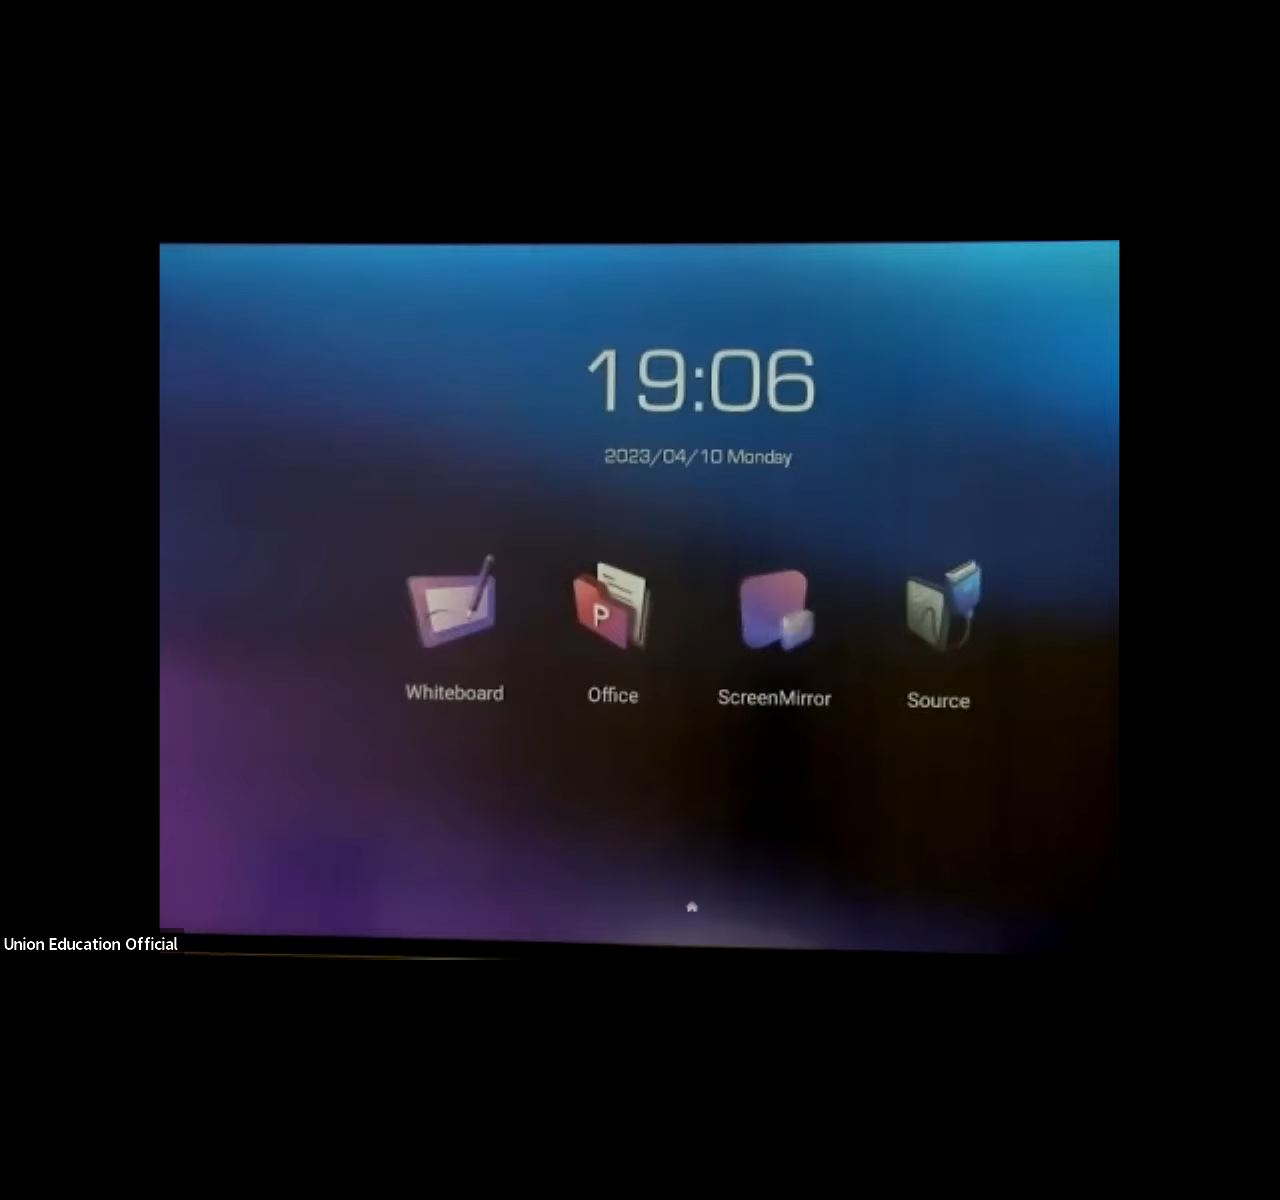 19:06
2023/04/10 Monday
P
Whiteboard
Office
ScreenMirror
Source
Union Education Official